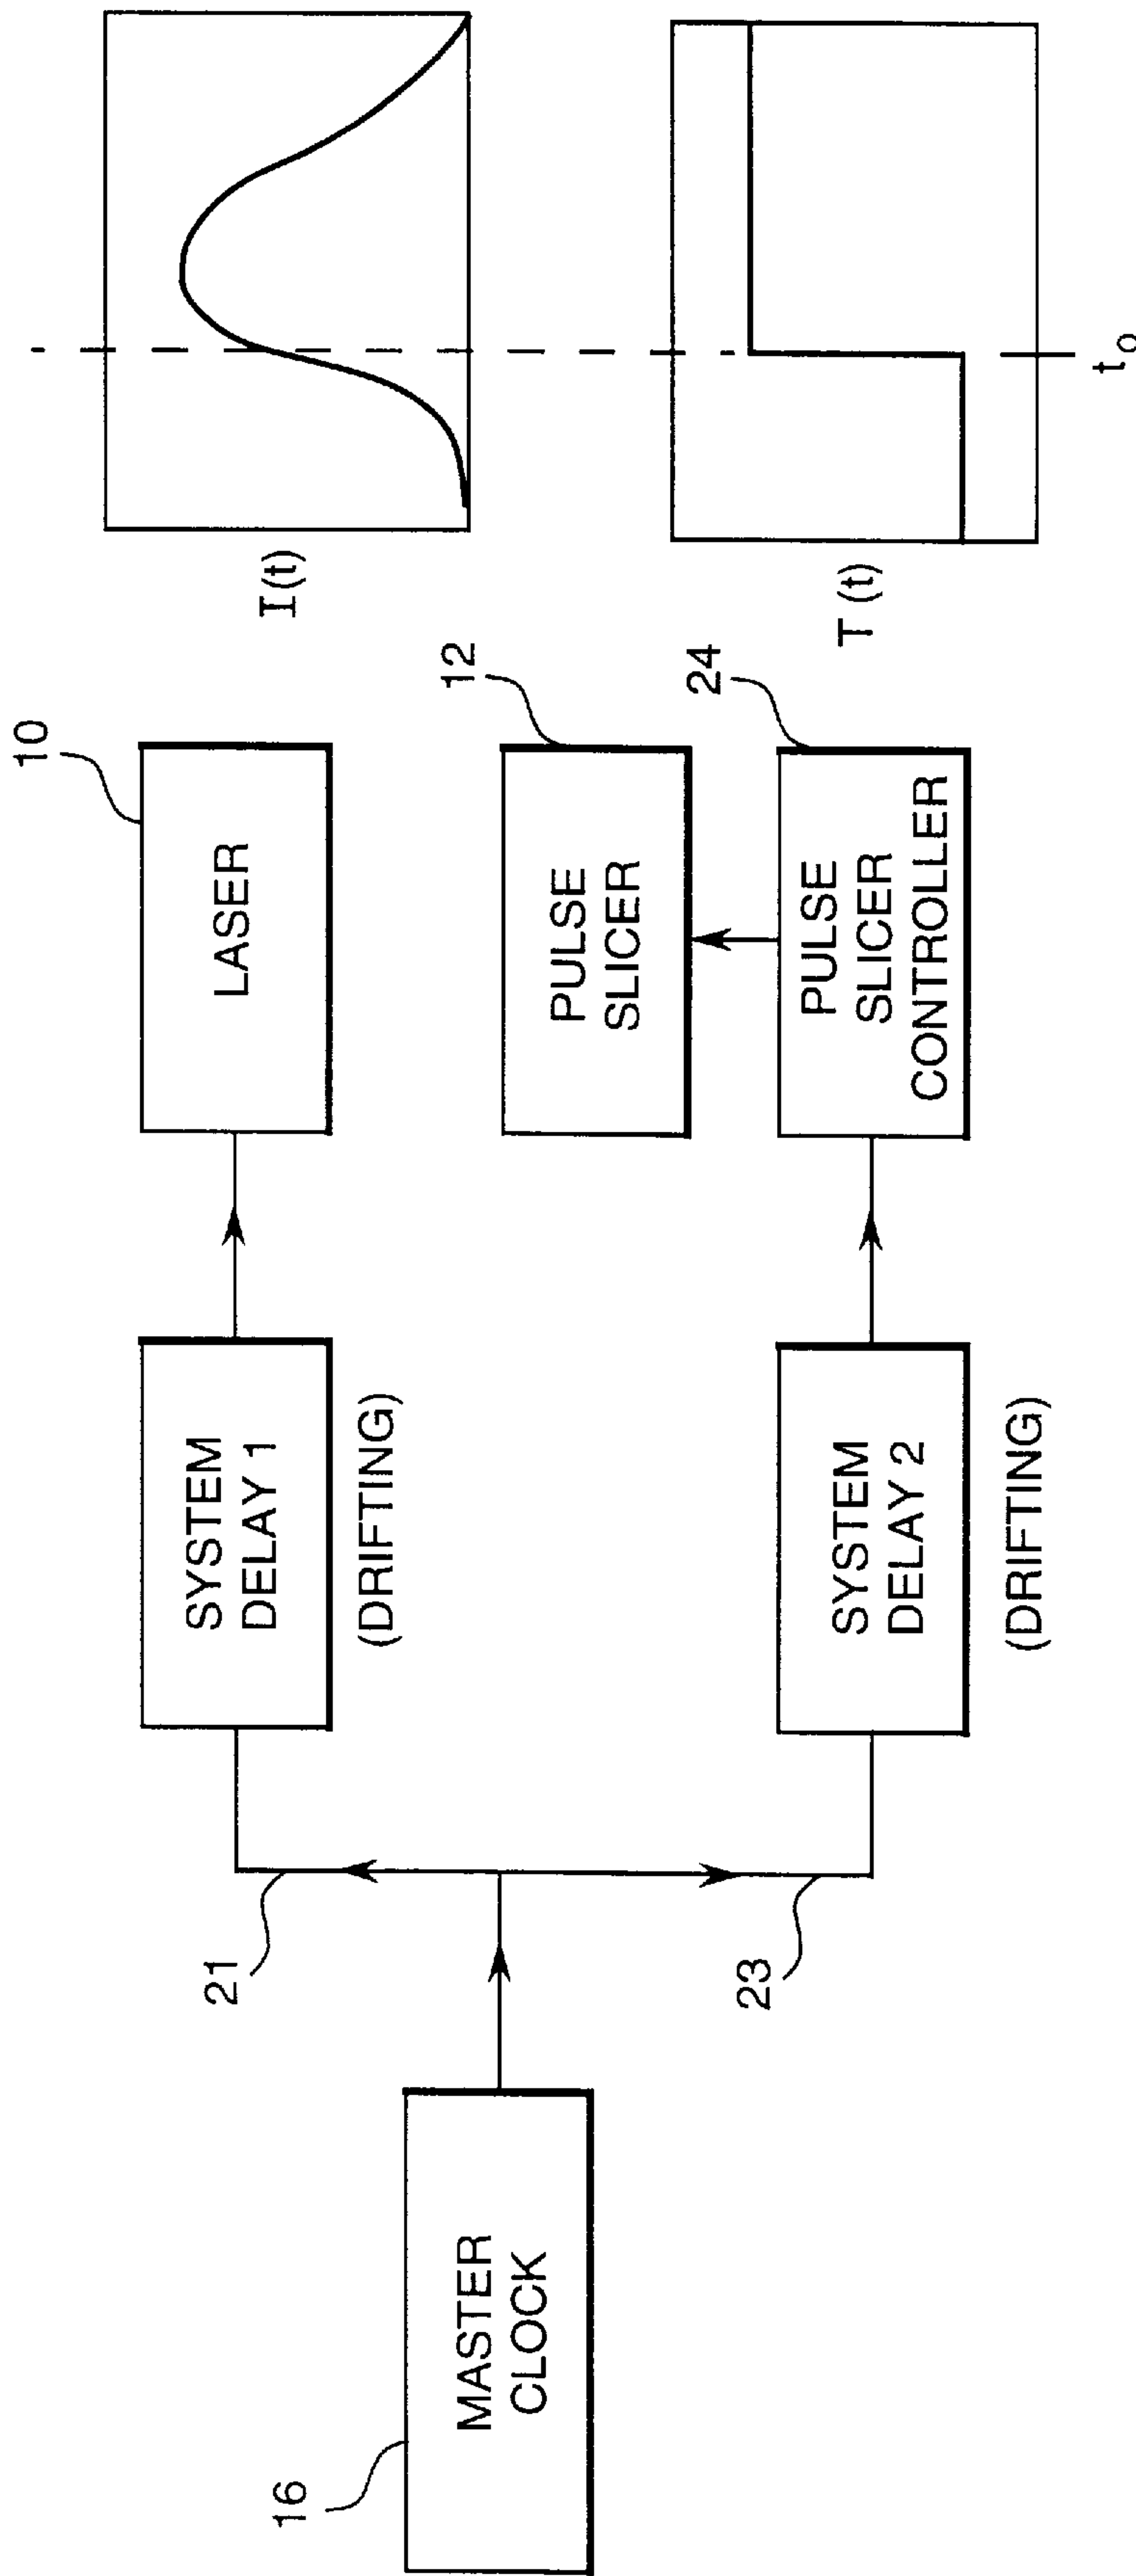 16
MASTER
CLOCK
21
23
SYSTEM
DELAY 1
(DRIFTING)
SYSTEM
DELAY 2
(DRIFTING)
10
LASER
12
PULSE
SLICER
24
PULSE
SLICER
CONTROLLER
I(t)
T (t)
t₀